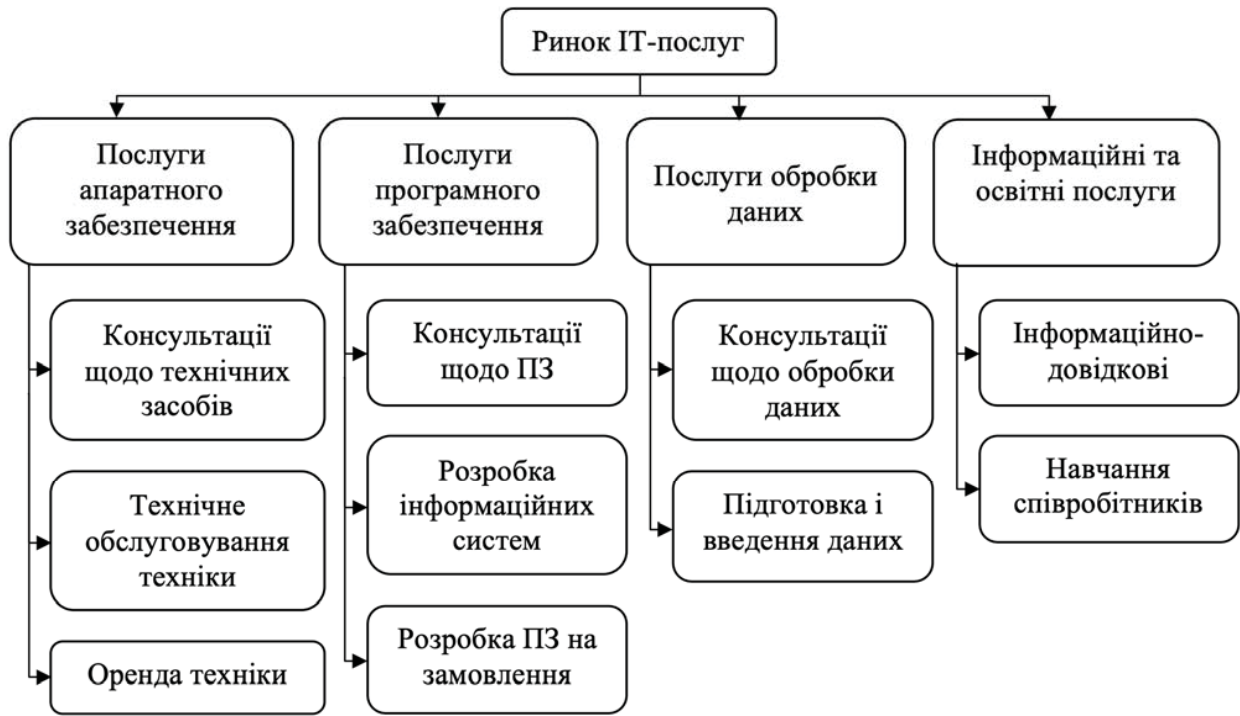 Ринок ІТ-послуг
Послуги
апаратного
забезпечення
Послуги
програмного
забезпечення
Послуги обробки
даних
Інформаційні та
освітні послуги
Консультації
щодо технічних
засобів
Технічне
обслуговування
техніки
Оренда техніки
Консультації
щодо ПЗ
Розробка
інформаційних
систем
Розробка ПЗ на
замовлення
Консультації
щодо обробки
даних
Підготовка і
введення даних
Інформаційно-
довідкові
Навчання
співробітників